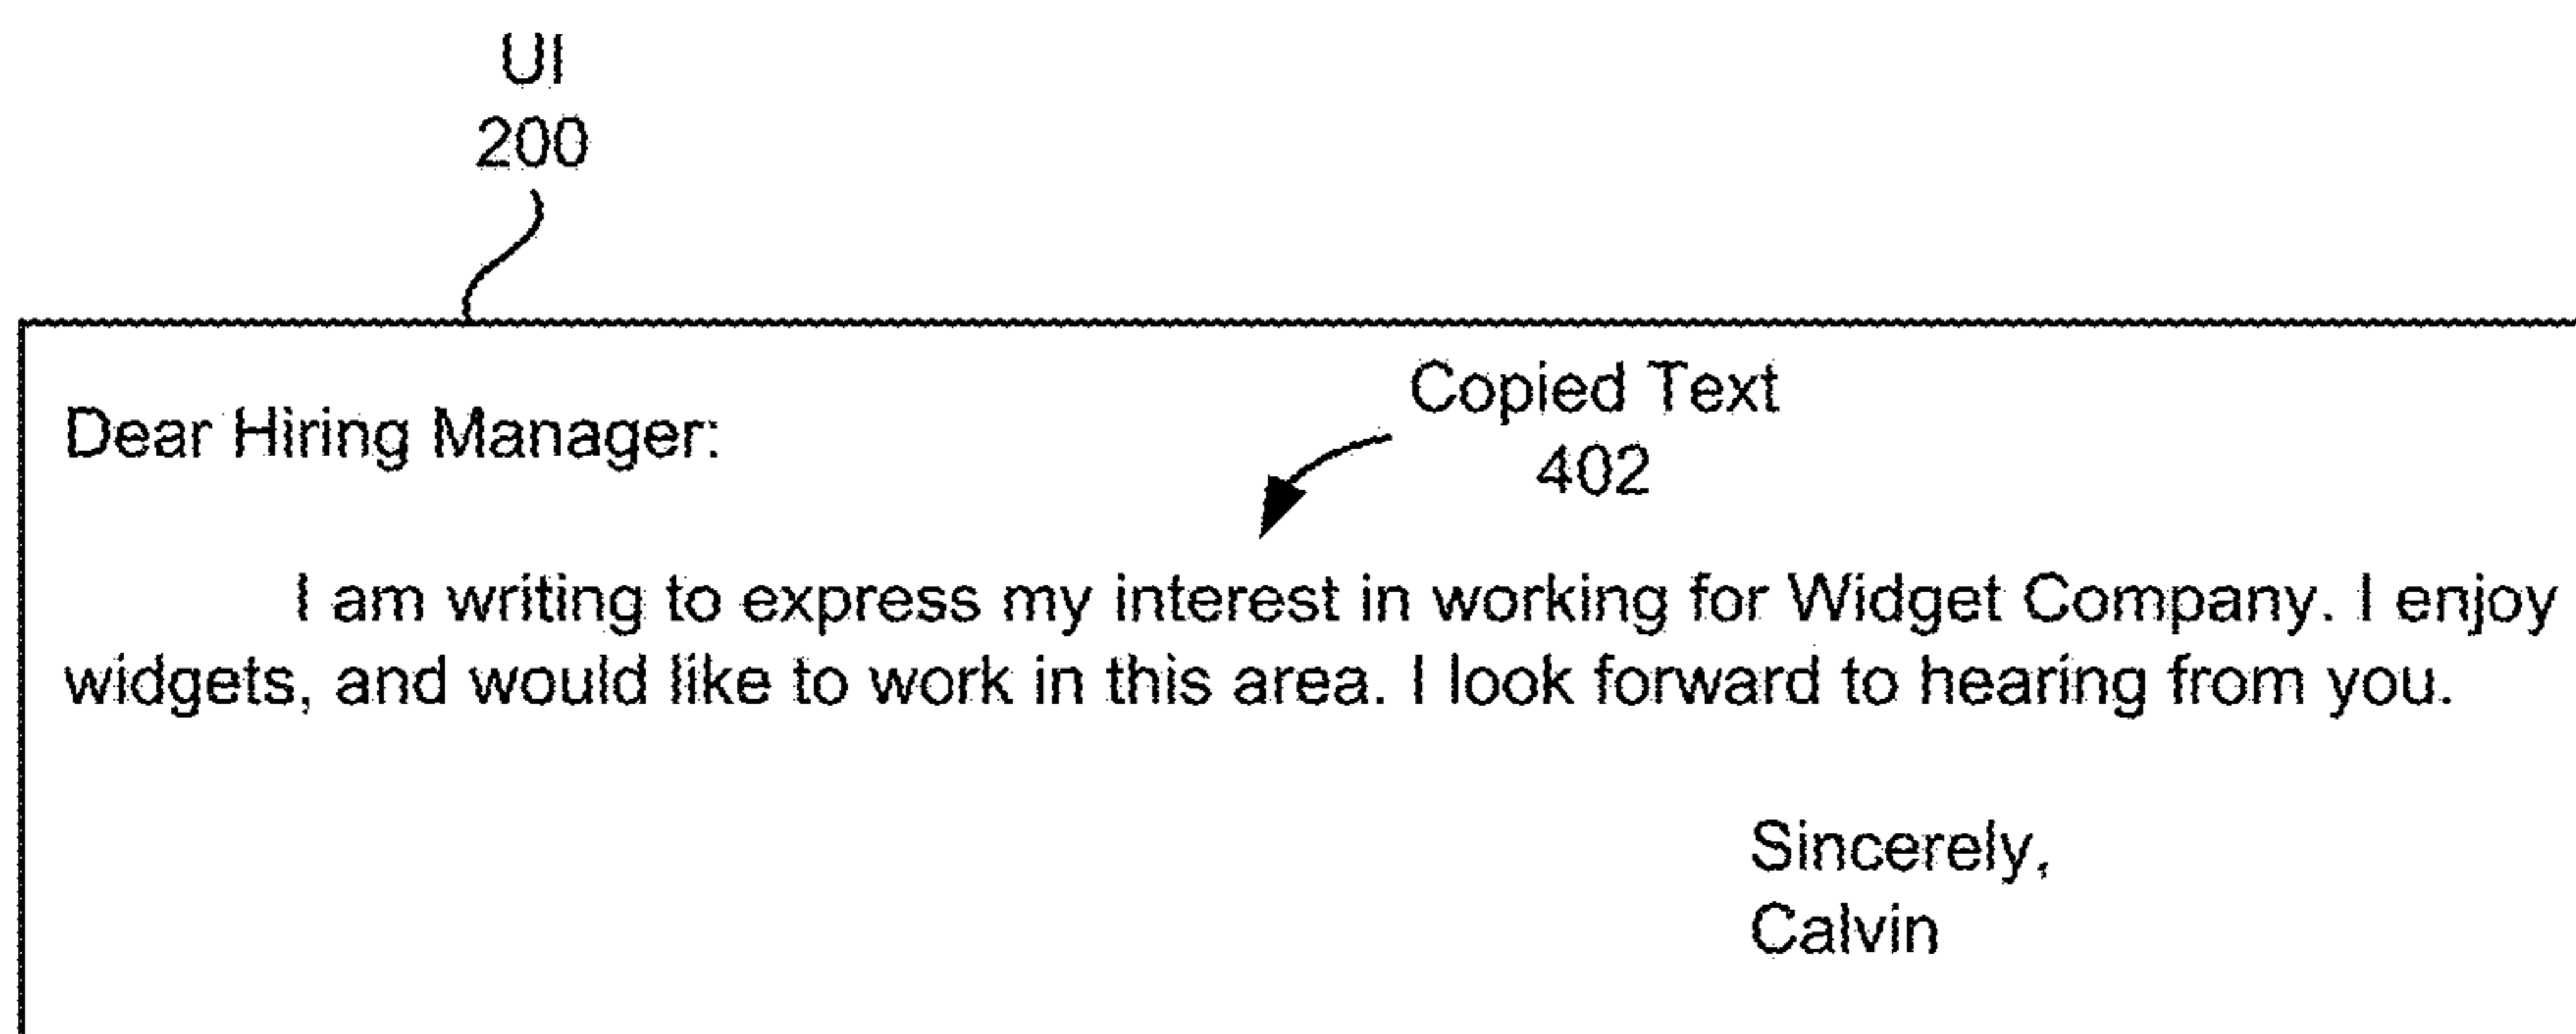 UI
200
Copied Text
402
Dear Hiring Manager:
I am writing to express my interest in working for Widget Company. I enjoy
widgets, and would like to work in this area. I look forward to hearing from you.
Sincerely,
Calvin